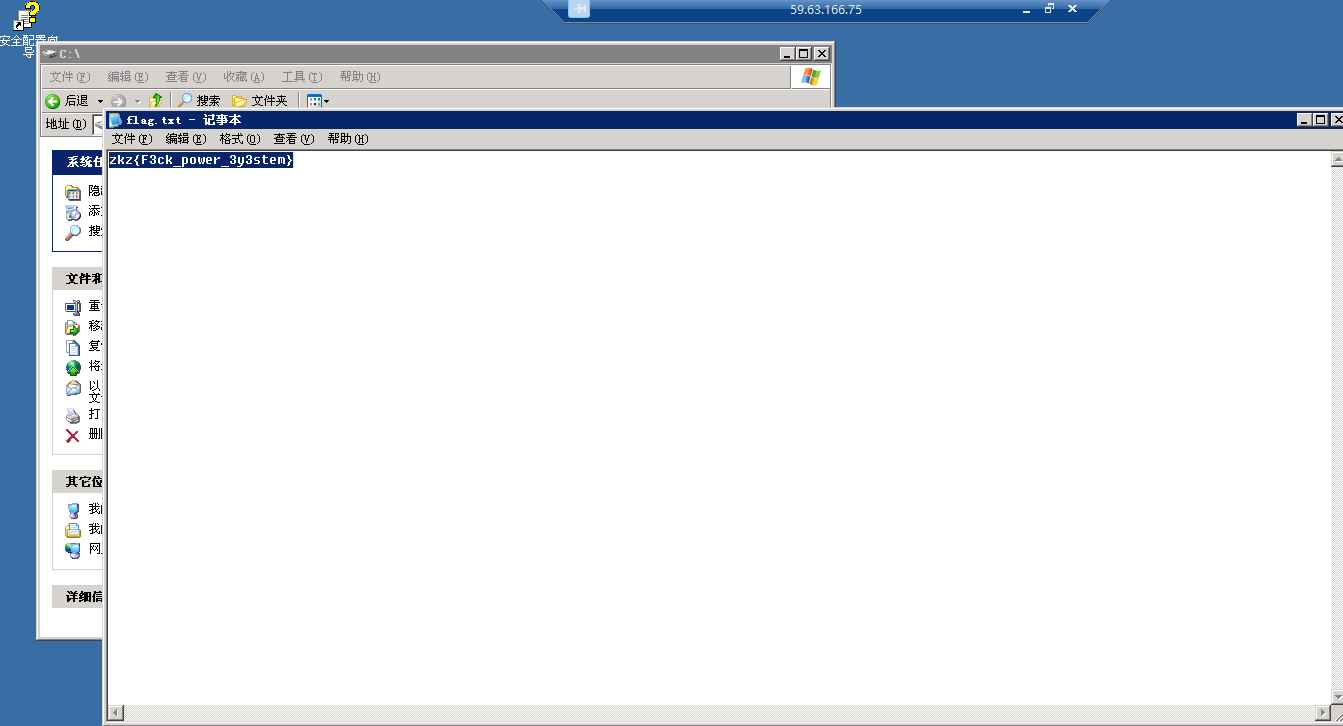 59.63.166.75
安全配置向
导
C:\
文件(F) 编辑(E) 查看(V) 收藏(A) 工具(T) 帮助(H)
后退 搜索 文件夹
地址(D)
flag.txt - 记事本
文件(F) 编辑(E) 格式(O) 查看(V) 帮助(H)
zkz{F3ck_power_3y3stem}
系统任
隐
添
搜
文件和
重
移
复
将
以
文
打
删
其它位
我
我
网
详细信